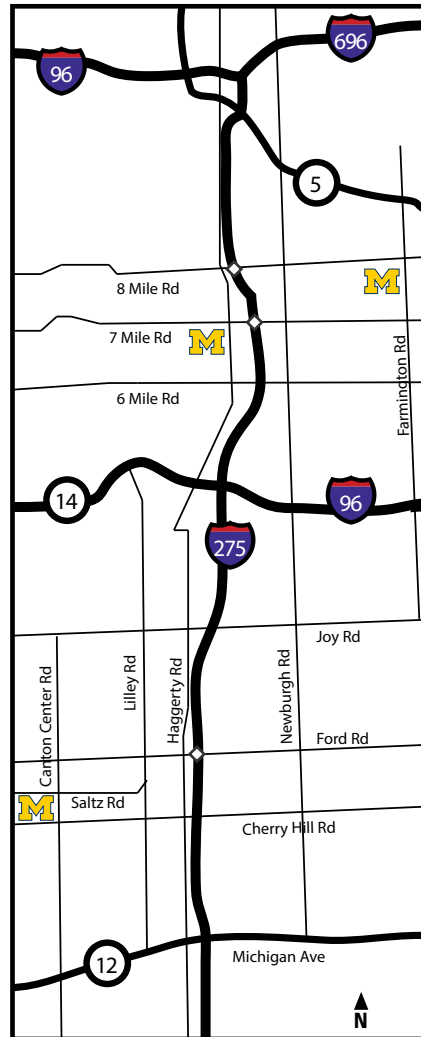 696
96
5
8 Mile Rd
M
7 Mile Rd
M
Farmington Rd
6 Mile Rd
14
96
275
Joy Rd
Canton Center Rd
Lilley Rd
Haggerty Rd
Newburgh Rd
Ford Rd
M
Saltz Rd
Cherry Hill Rd
12
Michigan Ave
N